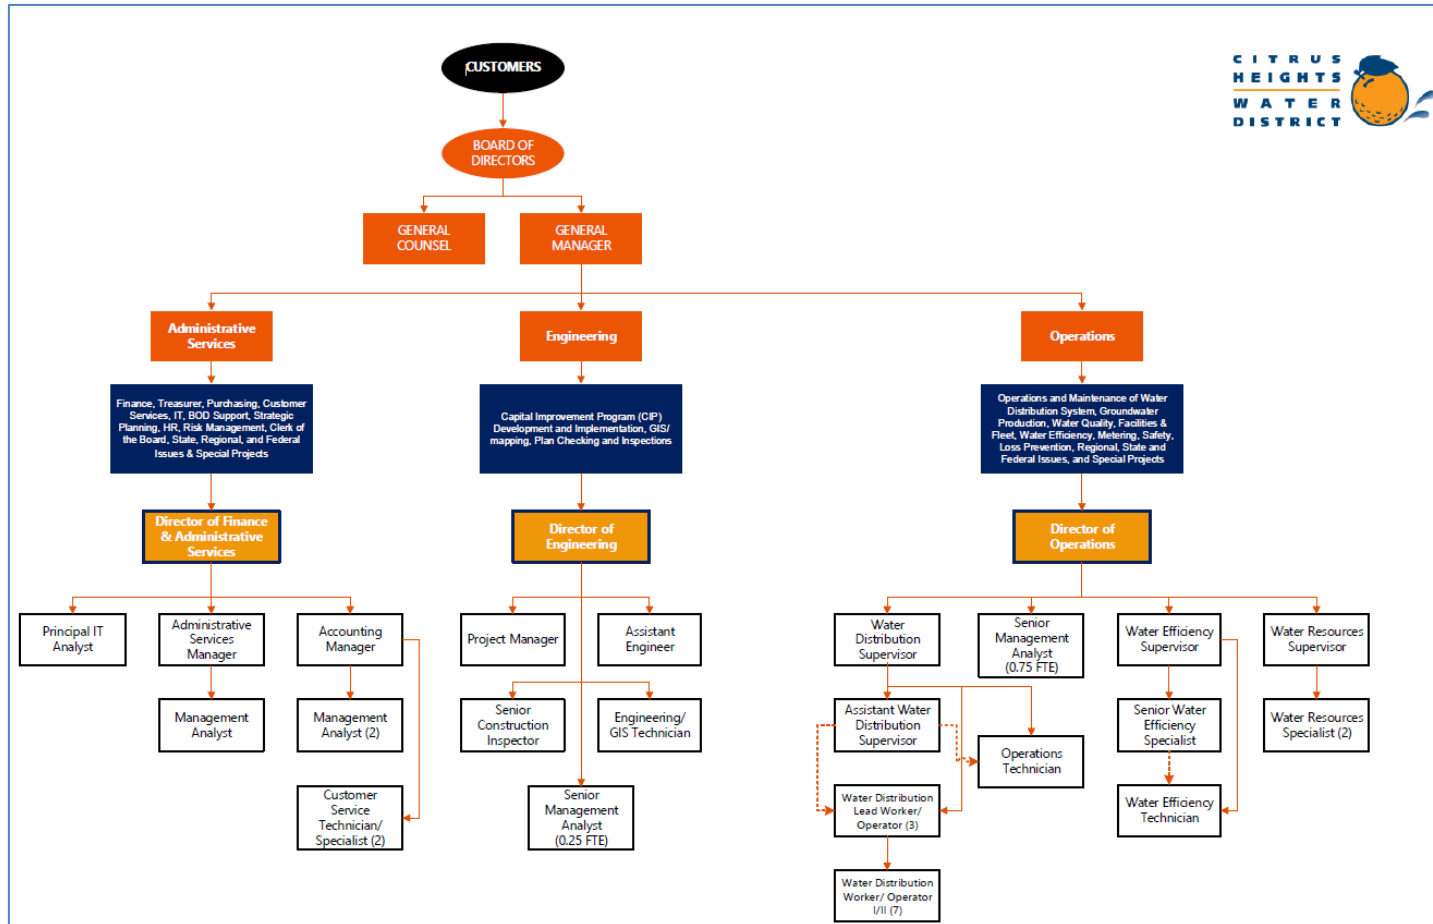 CUSTOMERS
CITRUS
HEIGHTS
WATER
DISTRICT
BOARD OF
DIRECTORS
GENERAL
COUNSEL
GENERAL
MANAGER
Administrative
Services
Engineering
Operations
Finance, Treasurer, Purchasing, Customer
Services, IT, BOD Support, Strategic
Planning, HR, Risk Management, Clerk of
the Board, State, Regional, and Federal
Issues & Special Projects
Capital Improvement Program (CIP)
Development and Implementation, GIS/
mapping, Plan Checking and Inspections
Operations and Maintenance of Water
Distribution System, Groundwater
Production, Water Quality, Facilities &
Fleet, Water Efficiency, Metering, Safety,
Loss Prevention, Regional, State and
Federal Issues, and Special Projects
Director of Finance
& Administrative
Services
Director of
Engineering
Director of
Operations
Principal IT
Analyst
Administrative
Services
Manager
Accounting
Manager
Project Manager
Assistant
Engineer
Water
Distribution
Supervisor
Senior
Management
Analyst
(0.75 FTE)
Water Efficiency
Supervisor
Water Resources
Supervisor
Management
Analyst
Management
Analyst (2)
Senior
Construction
Inspector
Engineering/
GIS Technician
Assistant Water
Distribution
Supervisor
Operations
Technician
Senior Water
Efficiency
Specialist
Water Resources
Specialist (2)
Customer
Service
Technician/
Specialist (2)
Senior
Management
Analyst
(0.25 FTE)
Water Distribution
Lead Worker/
Operator (3)
Water Efficiency
Technician
Water Distribution
Worker/ Operator
I/II (7)